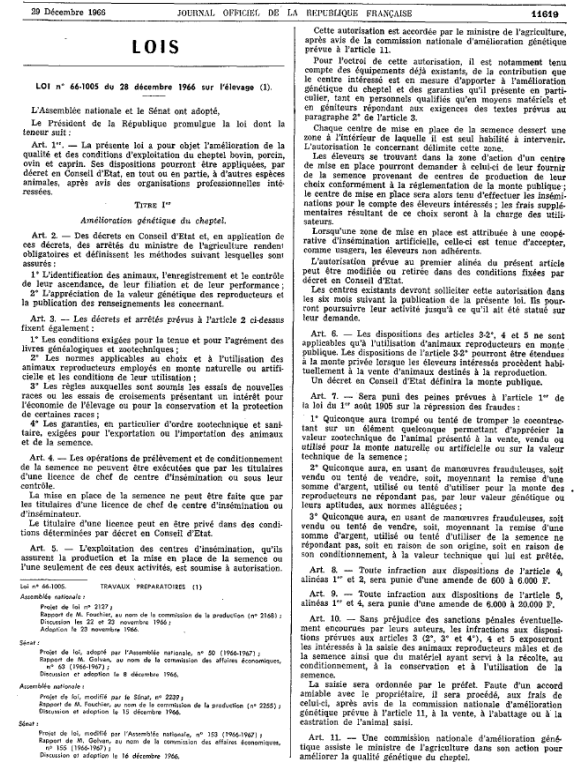 29 Décembre 1966
JOURNAL OFFICIEL DE LA REPUBLIQUE FRANÇAISE
11619
LOIS
LOI n° 66-1005 du 28 décembre 1966 sur l'élevage (1).
L'Assemblée nationale et le Sénat ont adopté,
Le Président de la République promulgue la loi dont la
teneur suit :
Art. 1er. — La présente loi a pour objet l'amélioration de la
qualité et des conditions d'exploitation du cheptel bovin, porcin,
ovin et caprin. Ses dispositions pourront être appliquées, par
décret en Conseil d'Etat, en tout ou en partie, à d'autres espèces
animales, après avis des organisations professionnelles inté-
ressées.
TITRE Ier
Amélioration génétique du cheptel.
Art. 2. — Des décrets en Conseil d'Etat et, en application de
ces décrets, des arrêtés du ministre de l'agriculture rendent
obligatoires et définissent les méthodes suivant lesquelles sont
assurés :
1° L'identification des animaux, l'enregistrement et le contrôle
de leur ascendance, de leur filiation et de leur performance ;
2° L'appréciation de la valeur génétique des reproducteurs et
la publication des renseignements les concernant.
Art. 3. — Les décrets et arrêtés prévus à l'article 2 ci-dessus
fixent également :
1° Les conditions exigées pour la tenue et pour l'agrément des
livres généalogiques et zootechniques ;
2° Les normes applicables au choix et à l'utilisation des
animaux reproducteurs employés en monte naturelle ou artifi-
cielle et les conditions de leur utilisation ;
3° Les règles auxquelles sont soumis les essais de nouvelles
races ou les essais de croisements présentant un intérêt pour
l'économie de l'élevage ou pour la conservation et la protection
de certaines races ;
4° Les garanties, en particulier d'ordre zootechnique et sani-
taire, exigées pour l'exportation ou l'importation des animaux
et de la semence.
Art. 4. — Les opérations de prélèvement et de conditionnement
de la semence ne peuvent être exécutées que par les titulaires
d'une licence de chef de centre d'insémination ou sous leur
contrôle.
La mise en place de la semence ne peut être faite que par
les titulaires d'une licence de chef de centre d'insémination ou
d'inséminateur.
Le titulaire d'une licence peut en être privé dans des condi-
tions déterminées par décret en Conseil d'Etat.
Art. 5. — L'exploitation des centres d'insémination, qu'ils
assurent la production et la mise en place de la semence ou
l'une seulement de ces deux activités, est soumise à autorisation.
Loi n° 66-1005. TRAVAUX PREPARATOIRES (1)
Assemblée nationale :
Projet de loi n° 2127 ;
Rapport de M. Fouchier, au nom de la commission de la production (n° 2168) ;
Discussion les 22 et 23 novembre 1966 ;
Adoption le 23 novembre 1966.
Sénat :
Projet de loi, adopté par l'Assemblée nationale, n° 50 (1966-1967) ;
Rapport de M. Golvan, au nom de la commission des affaires économiques,
n° 63 (1966-1967) ;
Discussion et adoption le 8 décembre 1966.
Assemblée nationale :
Projet de loi, modifié par le Sénat, n° 2239 ;
Rapport de M. Fouchier, au nom de la commission de la production (n° 2255) ;
Discussion et adoption le 15 décembre 1966.
Sénat :
Projet de loi, modifié par l'Assemblée nationale, n° 153 (1966-1967) ;
Rapport de M. Golvan, au nom de la commission des affaires économiques,
n° 155 (1966-1967) ;
Discussion et adoption le 16 décembre 1966.
Cette autorisation est accordée par le ministre de l'agriculture,
après avis de la commission nationale d'amélioration génétique
prévue à l'article 11.
Pour l'octroi de cette autorisation, il est notamment tenu
compte des équipements déjà existants, de la contribution que
le centre intéressé est en mesure d'apporter à l'amélioration
génétique du cheptel et des garanties qu'il présente en parti-
culier, tant en personnels qualifiés qu'en moyens matériels et
en géniteurs répondant aux exigences des textes prévus au
paragraphe 2° de l'article 3.
Chaque centre de mise en place de la semence dessert une
zone à l'intérieur de laquelle il est seul habilité à intervenir.
L'autorisation le concernant délimite cette zone.
Les éleveurs se trouvant dans la zone d'action d'un centre
de mise en place pourront demander à celui-ci de leur fournir
de la semence provenant de centres de production de leur
choix conformément à la réglementation de la monte publique ;
le centre de mise en place sera alors tenu d'effectuer les insémi-
nations pour le compte des éleveurs intéressés ; les frais supplé-
mentaires résultant de ce choix seront à la charge des utili-
sateurs.
Lorsqu'une zone de mise en place est attribuée à une coopé-
rative d'insémination artificielle, celle-ci est tenue d'accepter,
comme usagers, les éleveurs non adhérents.
L'autorisation prévue au premier alinéa du présent article
peut être modifiée ou retirée dans des conditions fixées par
décret en Conseil d'Etat.
Les centres existants devront solliciter cette autorisation dans
les six mois suivant la publication de la présente loi. Ils pour-
ront poursuivre leur activité jusqu'à ce qu'il ait été statué sur
leur demande.
Art. 6. — Les dispositions des articles 3-2°, 4 et 5 ne sont
applicables qu'à l'utilisation d'animaux reproducteurs en monte
publique. Les dispositions de l'article 3-2° pourront être étendues
à la monte privée lorsque les éleveurs intéressés procèdent habi-
tuellement à la vente d'animaux destinés à la reproduction.
Un décret en Conseil d'Etat définira la monte publique.
Art. 7. — Sera puni des peines prévues à l'article 1er de
la loi du 1er août 1905 sur la répression des fraudes :
1° Quiconque aura trompé ou tenté de tromper le cocontrac-
tant sur un élément quelconque permettant d'apprécier la
valeur zootechnique de l'animal présenté à la vente, vendu ou
utilisé pour la monte naturelle ou artificielle ou sur la valeur
technique de la semence ;
2° Quiconque aura, en usant de manœuvres frauduleuses, soit
vendu ou tenté de vendre, soit, moyennant la remise d'une
somme d'argent, utilisé ou tenté d'utiliser pour la monte des
reproducteurs ne répondant pas, par leur valeur génétique ou
leurs aptitudes, aux normes alléguées ;
3° Quiconque aura, en usant de manœuvres frauduleuses, soit
vendu ou tenté de vendre, soit, moyennant la remise d'une
somme d'argent, utilisé ou tenté d'utiliser de la semence ne
répondant pas, soit en raison de son origine, soit en raison de
son conditionnement, à la valeur technique qui lui est prêtée.
Art. 8. — Toute infraction aux dispositions de l'article 4,
alinéas 1er et 2, sera punie d'une amende de 600 à 6.000 F.
Art. 9. — Toute infraction aux dispositions de l'article 5,
alinéas 1er et 4, sera punie d'une amende de 6.000 à 20.000 F.
Art. 10. — Sans préjudice des sanctions pénales éventuelle-
ment encourues par leurs auteurs, les infractions aux disposi-
tions prévues aux articles 3 (2°, 3° et 4°), 4 et 5 exposeront
les intéressés à la saisie des animaux reproducteurs mâles et de
la semence ainsi que du matériel ayant servi à la récolte, au
conditionnement, à la conservation et à l'utilisation de la
semence.
La saisie sera ordonnée par le préfet. Faute d'un accord
amiable avec le propriétaire, il sera procédé, aux frais de
celui-ci, après avis de la commission nationale d'amélioration
génétique prévue à l'article 11, à la vente, à l'abattage ou à la
castration de l'animal saisi.
Art. 11. — Une commission nationale d'amélioration géné-
tique assiste le ministre de l'agriculture dans son action pour
améliorer la qualité génétique du cheptel.